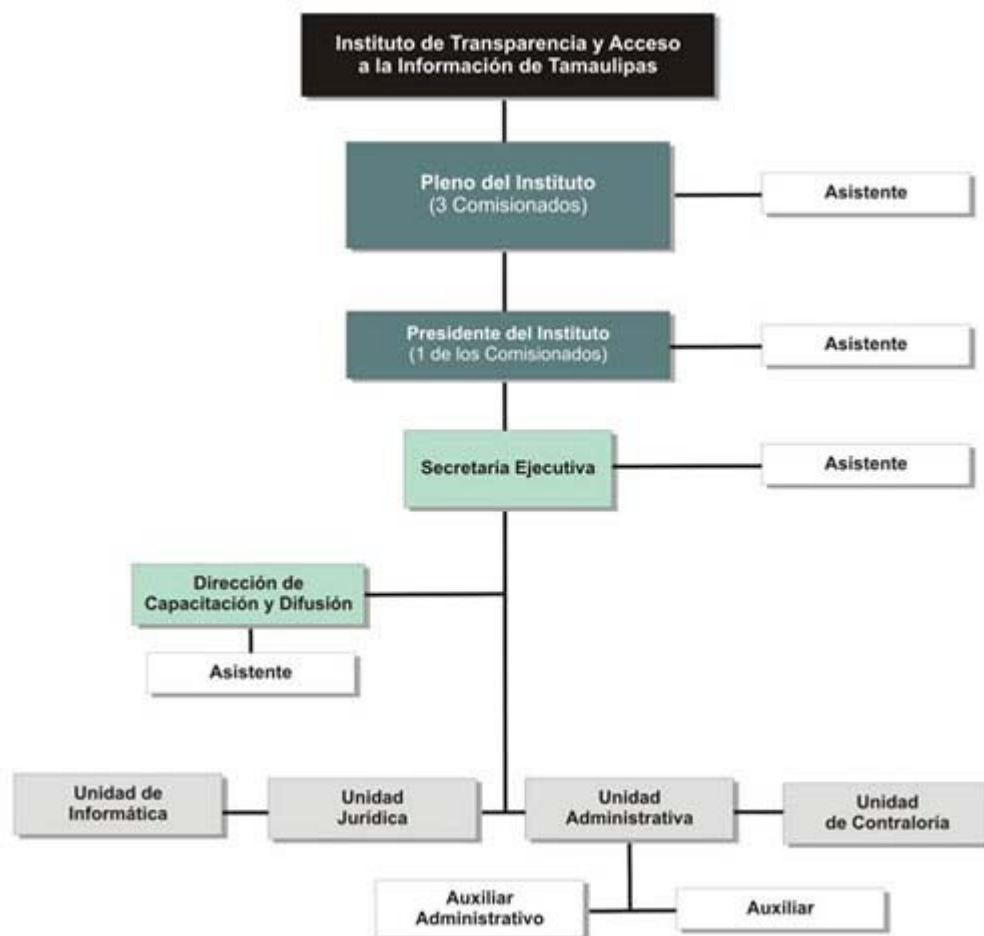 Instituto de Transparencia y Acceso
a la Información de Tamaulipas
Pleno del Instituto
(3 Comisionados)
Asistente
Presidente del Instituto
(1 de los Comisionados)
Asistente
Secretaria Ejecutiva
Asistente
Dirección de
Capacitación y Difusión
Asistente
Unidad de
Informática
Unidad
Jurídica
Unidad
Administrativa
Unidad
de Contraloría
Auxiliar
Administrativo
Auxiliar